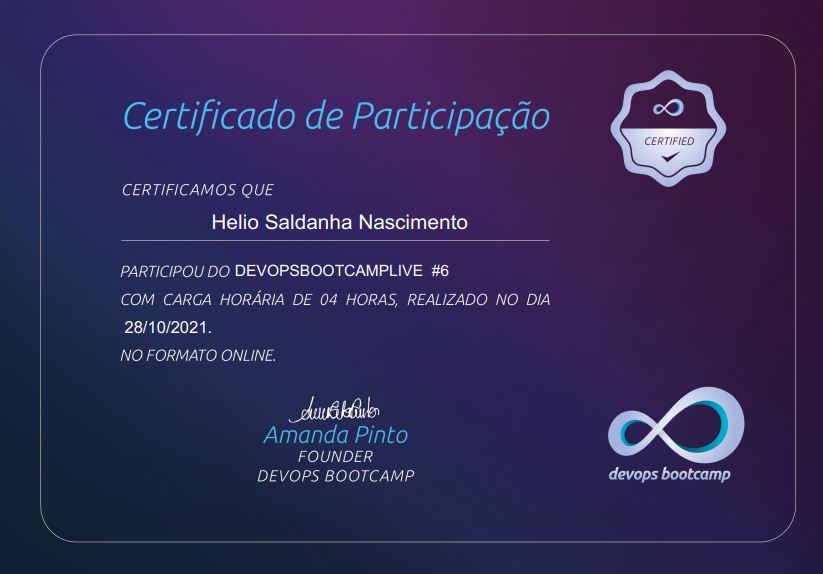 Certificado de Participação
CERTIFIED
CERTIFICAMOS QUE
Helio Saldanha Nascimento
PARTICIPOU DO DEVOPSBOOTCAMPLIVE #6
COM CARGA HORÁRIA DE 04 HORAS, REALIZADO NO DIA
28/10/2021.
NO FORMATO ONLINE.
Amanda Pinto
FOUNDER
DEVOPS BOOTCAMP
devops bootcamp